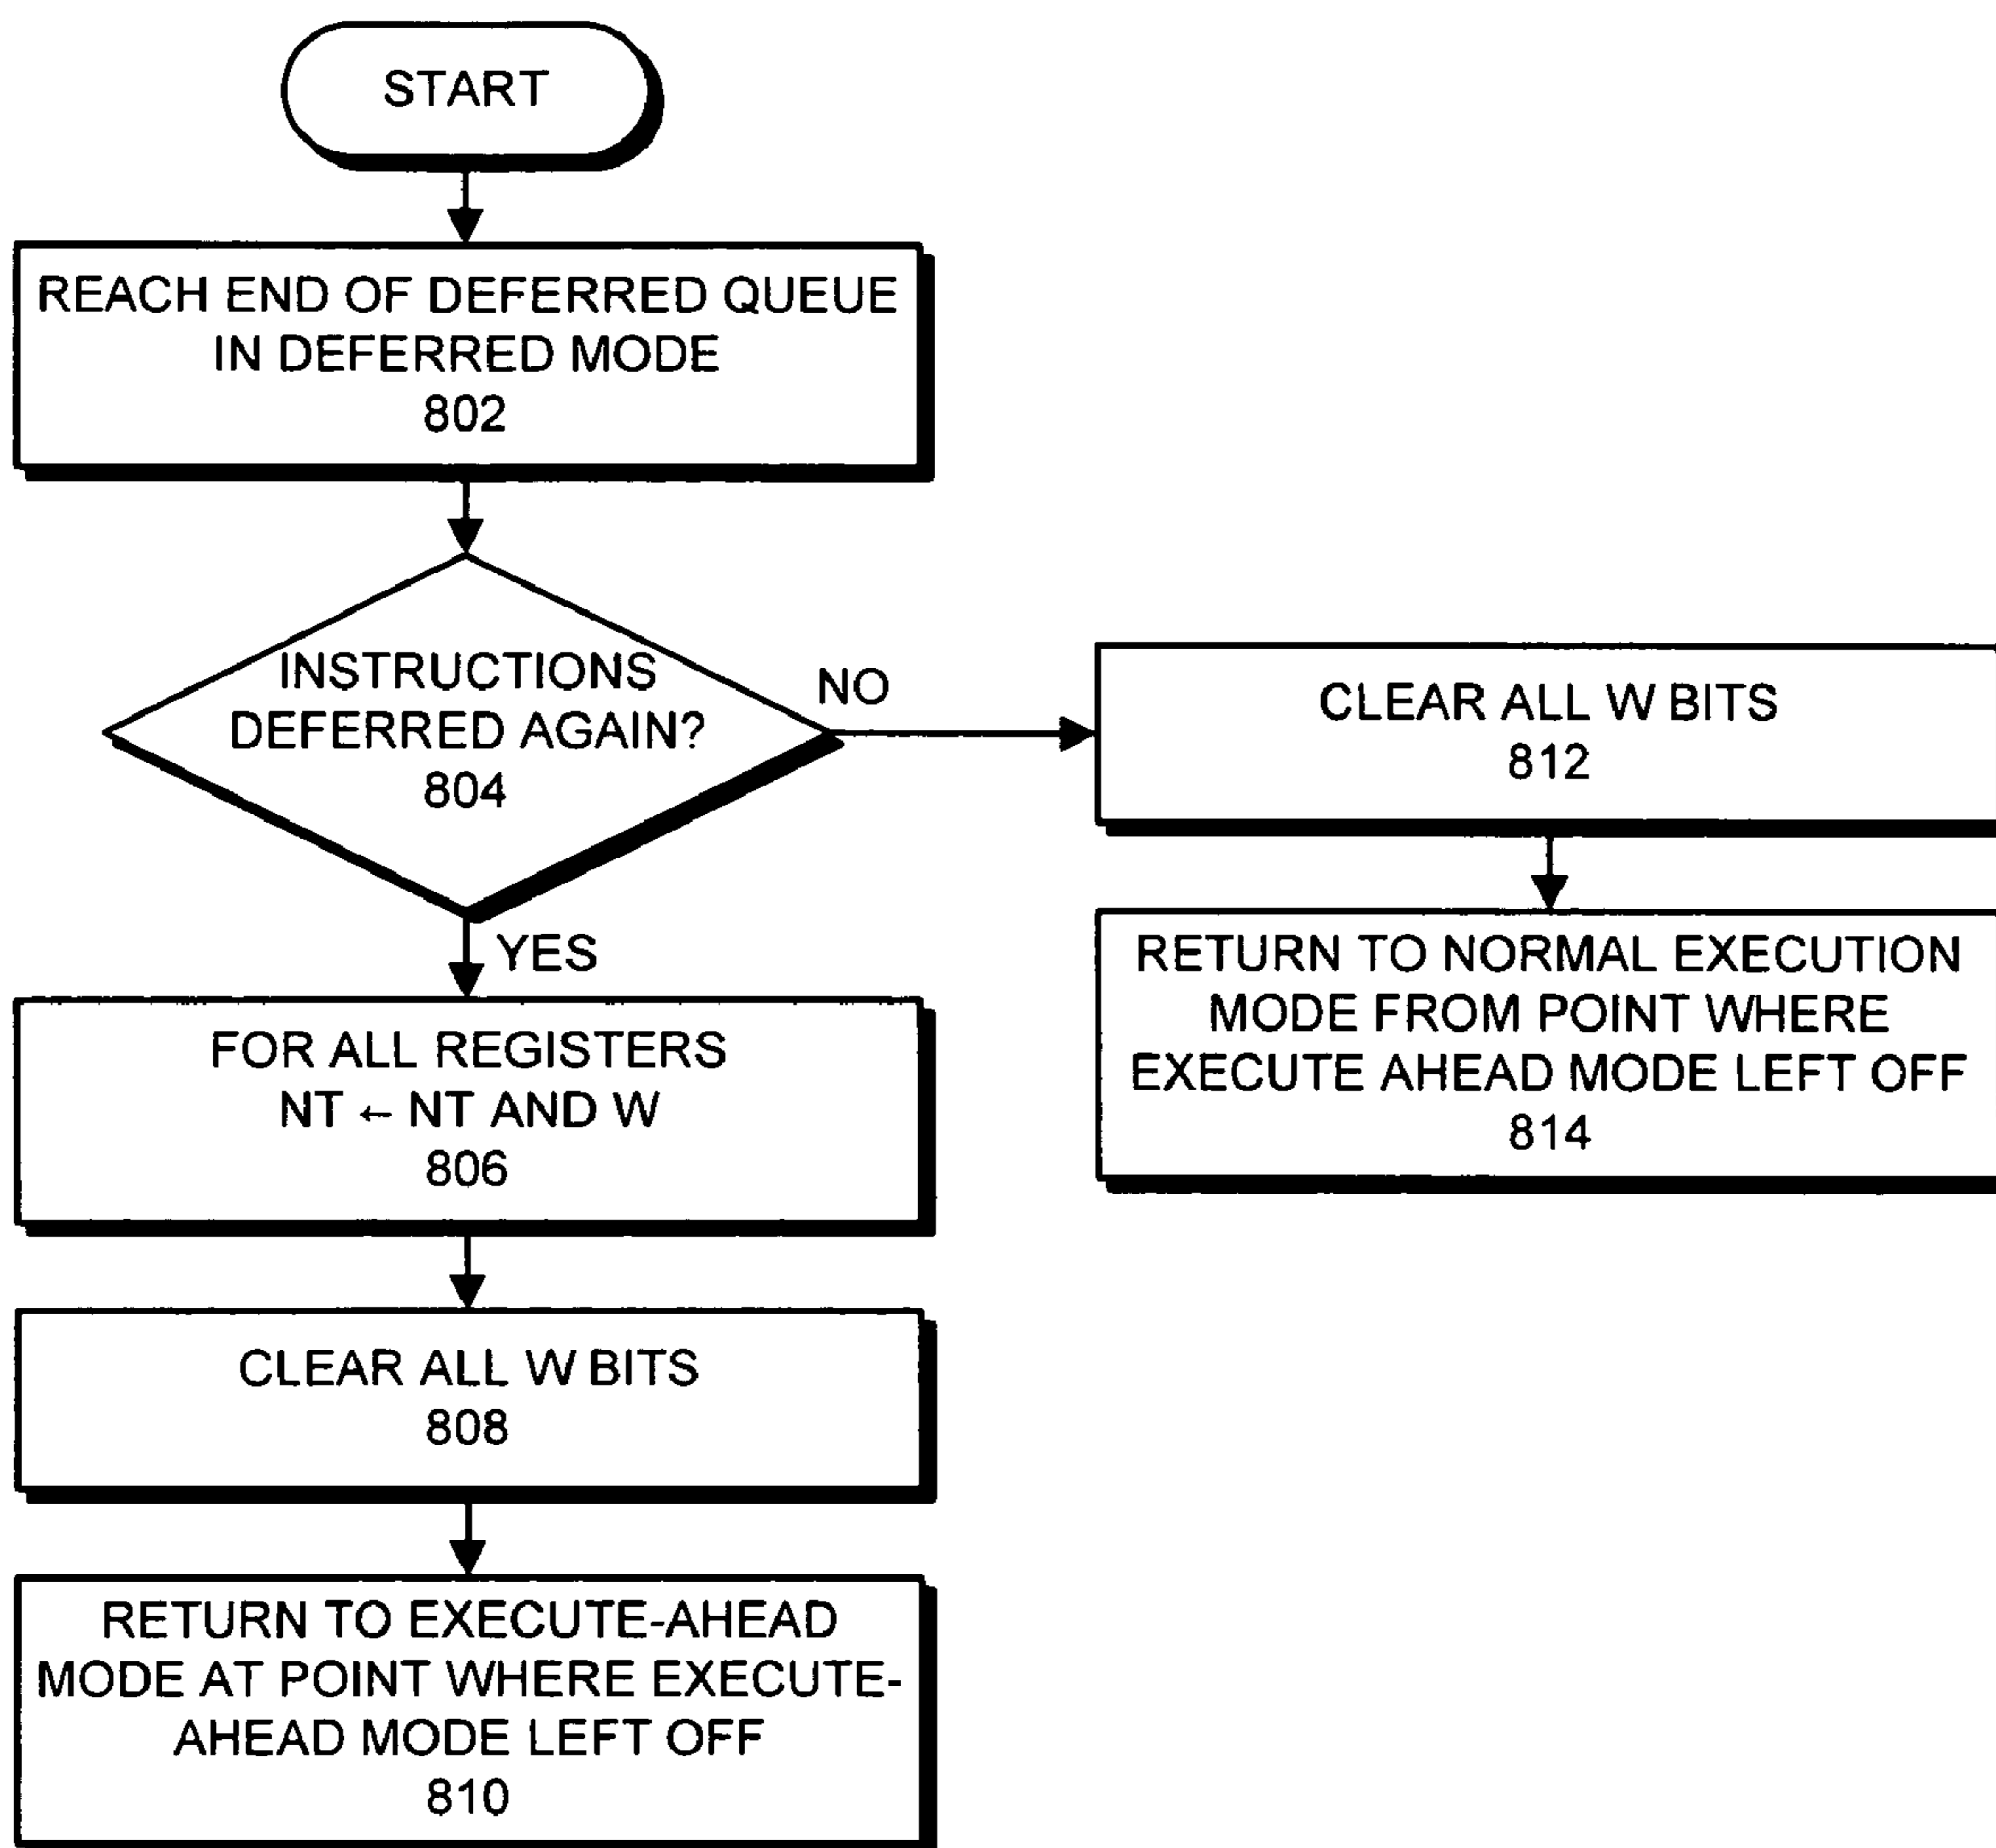 START
REACH END OF DEFERRED QUEUE
IN DEFERRED MODE
802
INSTRUCTIONS
DEFERRED AGAIN?
804
NO
YES
CLEAR ALL W BITS
812
RETURN TO NORMAL EXECUTION
MODE FROM POINT WHERE
EXECUTE AHEAD MODE LEFT OFF
814
FOR ALL REGISTERS
NT ← NT AND W
806
CLEAR ALL W BITS
808
RETURN TO EXECUTE-AHEAD
MODE AT POINT WHERE EXECUTE-
AHEAD MODE LEFT OFF
810